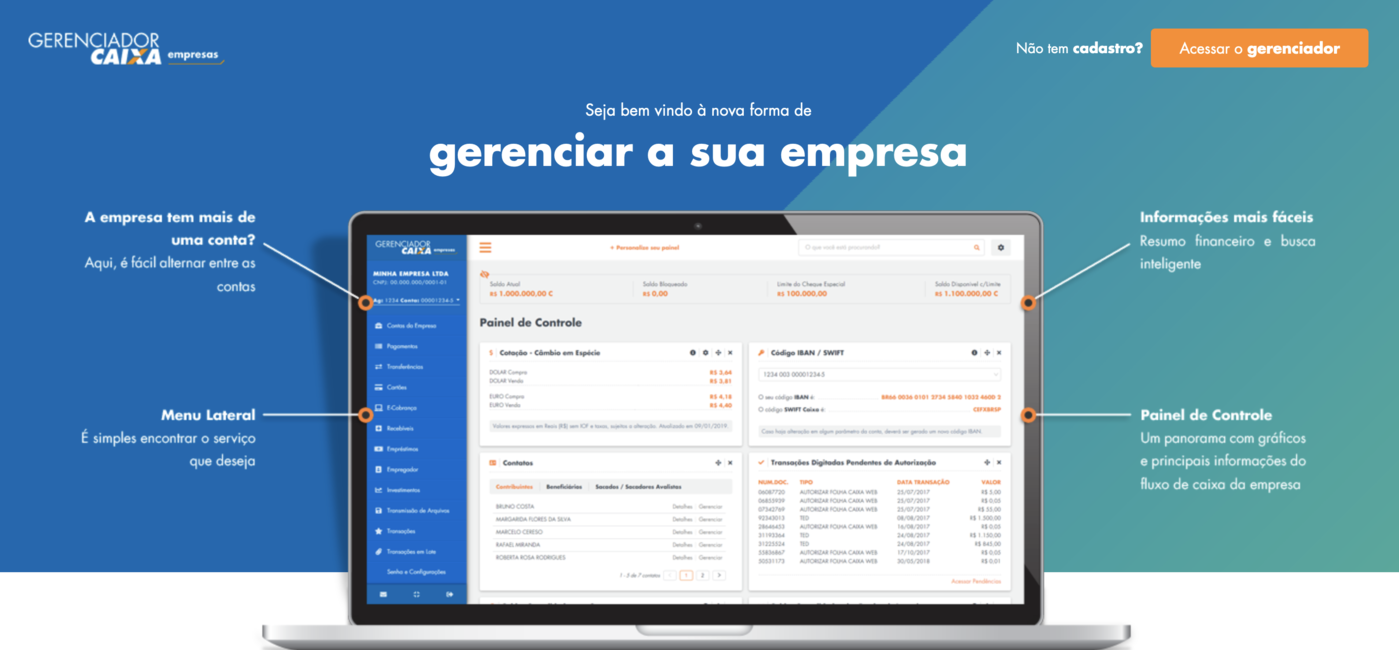 GERENCIADOR
CAIXA empresas
Não tem cadastro?
Acessar o gerenciador
Seja bem vindo à nova forma de
gerenciar a sua empresa
A empresa tem mais de
uma conta?
Aqui, é fácil alternar entre as
contas
Menu Lateral
É simples encontrar o serviço
que deseja
Informações mais fáceis
Resumo financeiro e busca
inteligente
Painel de Controle
Um panorama com gráficos
e principais informações do
fluxo de caixa da empresa
GERENCIADOR
CAIXA empresas
MINHA EMPRESA LTDA
CNPJ: 00.000.000/0001-01
Ag: 1234 Conta: 00001234-5
Contas da Empresa
Pagamentos
Transferências
Cartões
E-Cobrança
Recebíveis
Empréstimos
Empregador
Investimentos
Transmissão de Arquivos
Transações
Transações em Lote
Senha e Configurações
+ Personalize seu painel
O que você está procurando?
Saldo Atual
R$ 1.000.000,00 C
Saldo Bloqueado
R$ 0,00
Limite do Cheque Especial
R$ 100.000,00
Saldo Disponível c/Limite
R$ 1.100.000,00 C
Painel de Controle
$ Cotação - Câmbio em Espécie
DOLAR Compra R$ 3,64
DOLAR Venda R$ 3,81
EURO Compra R$ 4,18
EURO Venda R$ 4,40
Valores expressos em Reais (R$) sem IOF e taxas, sujeitos a alteração. Atualizado em 09/01/2019.
Código IBAN / SWIFT
1234 003 00001234-5
O seu código IBAN é:
O código SWIFT Caixa é: CEFXBRSP
Caso haja alteração em algum parâmetro da conta, deverá ser gerado um novo código IBAN.
Contatos
Contribuintes Beneficiários Sacados / Sacadores Avalistas
BRUNO COSTA Detalhes Gerenciar
MARGARIDA FLORES DA SILVA Detalhes Gerenciar
MARCELO CERESO Detalhes Gerenciar
RAFAEL MIRANDA Detalhes Gerenciar
ROBERTA ROSA RODRIGUES Detalhes Gerenciar
1 - 5 de 7 contatos < 1 2 >
Transações Digitadas Pendentes de Autorização
NUM.DOC. TIPO DATA TRANSAÇÃO VALOR
06087720 AUTORIZAR FOLHA CAIXA WEB 25/07/2017 R$ 5,00
06855939 AUTORIZAR FOLHA CAIXA WEB 25/07/2017 R$ 0,05
07542769 AUTORIZAR FOLHA CAIXA WEB 25/07/2017 R$ 55,00
92343015 TED 08/08/2017 R$ 1.500,00
28646453 AUTORIZAR FOLHA CAIXA WEB 16/08/2017 R$ 0,05
31193364 TED 24/08/2017 R$ 1.150,00
31225524 TED 24/08/2017 R$ 845,00
55836867 AUTORIZAR FOLHA CAIXA WEB 17/10/2017 R$ 0,05
30531173 AUTORIZAR FOLHA CAIXA WEB 30/05/2018 R$ 0,01
Acessar Pendências